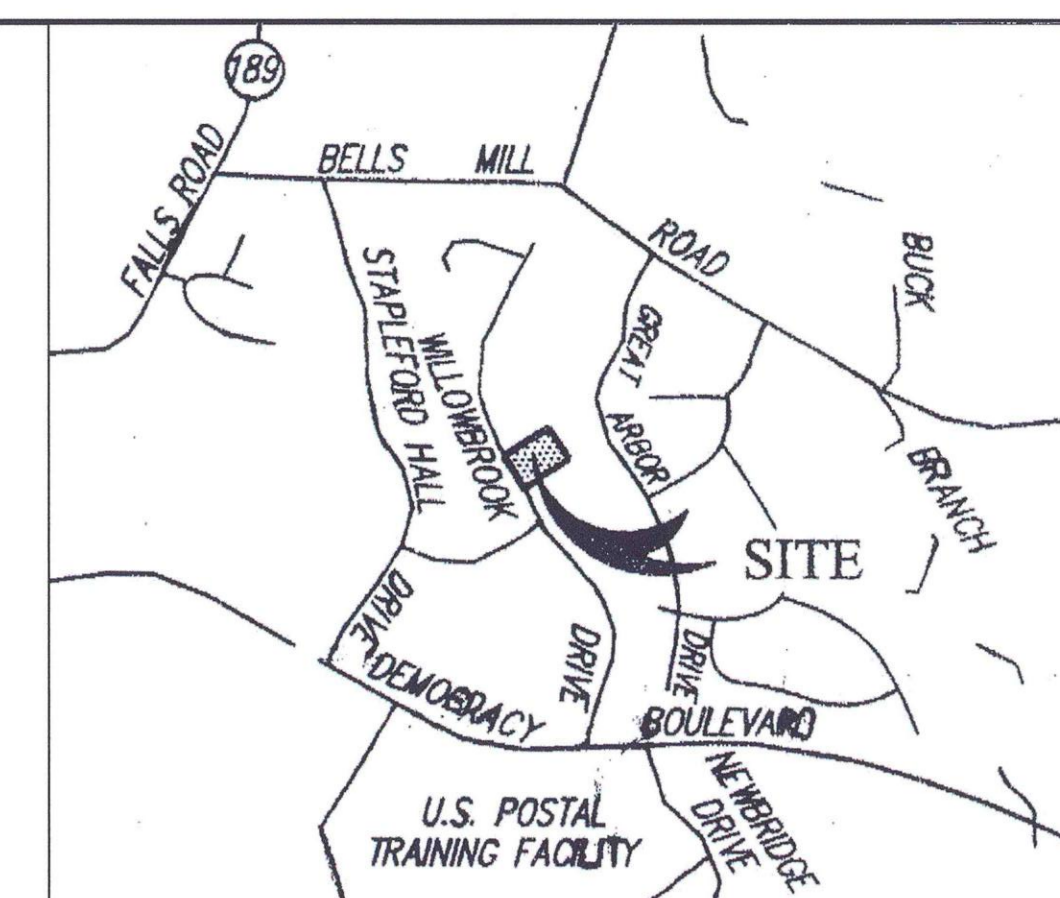 189
FALLS ROAD
BELLS MILL
ROAD
BUCK
BRANCH
STAPLEFORD HALL
DRIVE
WILLOWBROOK
DRIVE
GREAT
ARBOR
DRIVE
SITE
DEMOCRACY
BOULEVARD
NEWBRIDGE
DRIVE
U.S. POSTAL
TRAINING FACILITY